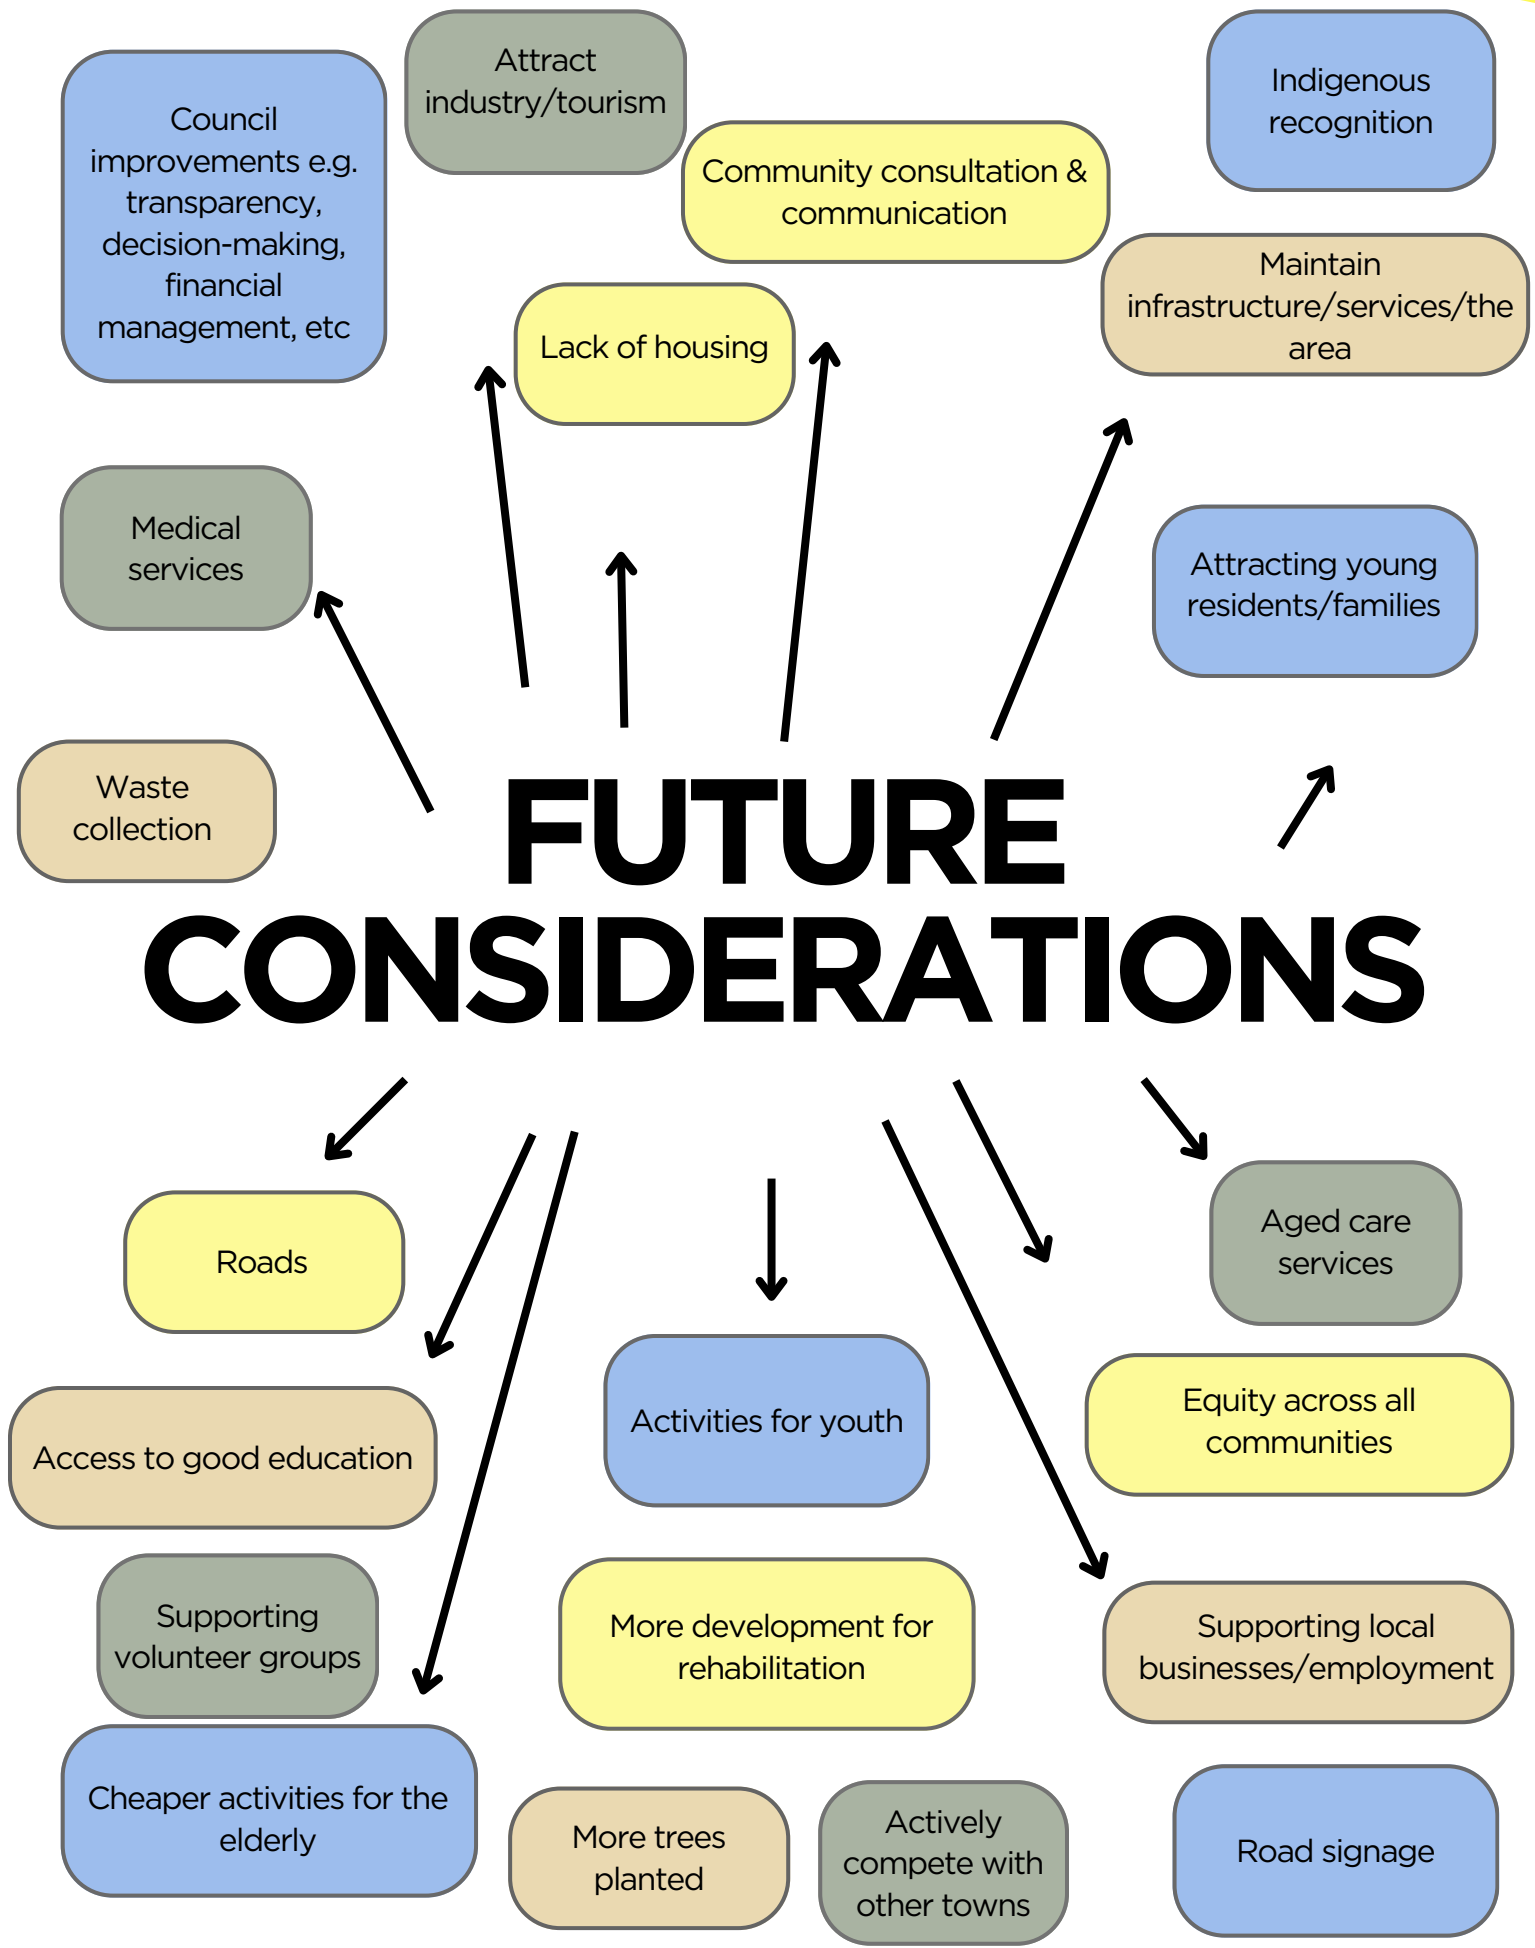 Attract
industry/tourism
Indigenous
recognition
Council
improvements e.g.
transparency,
decision-making,
financial
management, etc
Community consultation &
communication
Maintain
infrastructure/services/the
area
Lack of housing
Medical
services
Attracting young
residents/families
Waste
collection
FUTURE
CONSIDERATIONS
Roads
Aged care
services
Access to good education
Activities for youth
Equity across all
communities
Supporting
volunteer groups
More development for
rehabilitation
Supporting local
businesses/employment
Cheaper activities for the
elderly
More trees
planted
Actively
compete with
other towns
Road signage